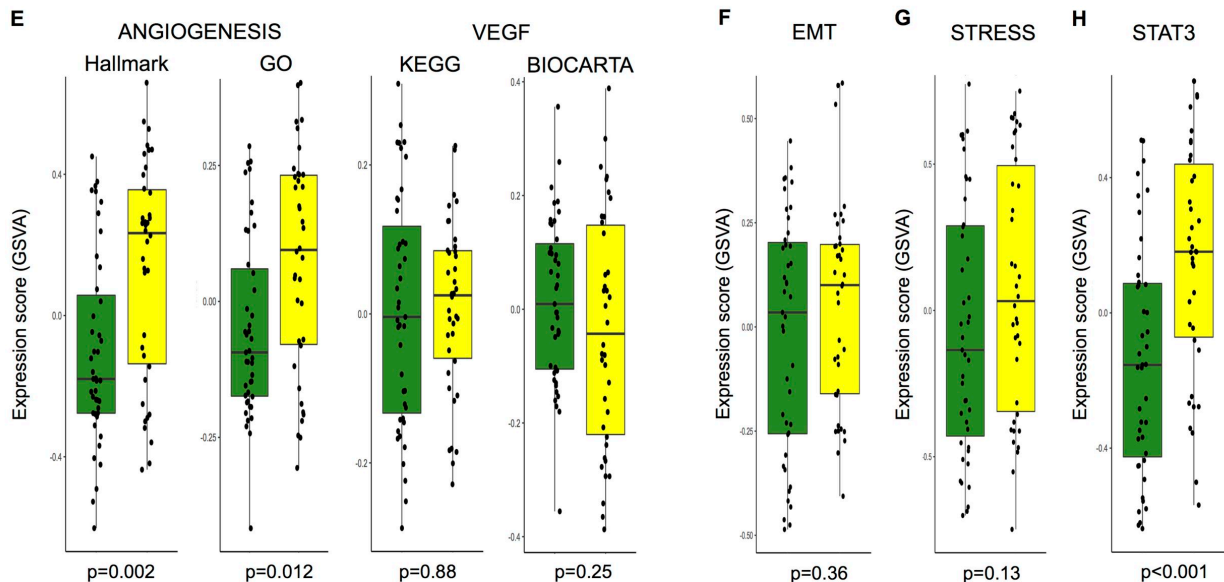 E
ANGIOGENESIS
VEGF
Hallmark
GO
KEGG
BIOCARTA
Expression score (GSVA)
0.4
0.0
-0.4
0.25
0.00
-0.25
0.2
0.0
-0.2
0.4
0.2
0.0
-0.2
-0.4
p=0.002
p=0.012
p=0.88
p=0.25
F
EMT
Expression score (GSVA)
0.50
0.25
0.00
-0.25
-0.50
p=0.36
G
STRESS
Expression score (GSVA)
0.5
0.0
-0.5
p=0.13
H
STAT3
Expression score (GSVA)
0.4
0.0
-0.4
p<0.001